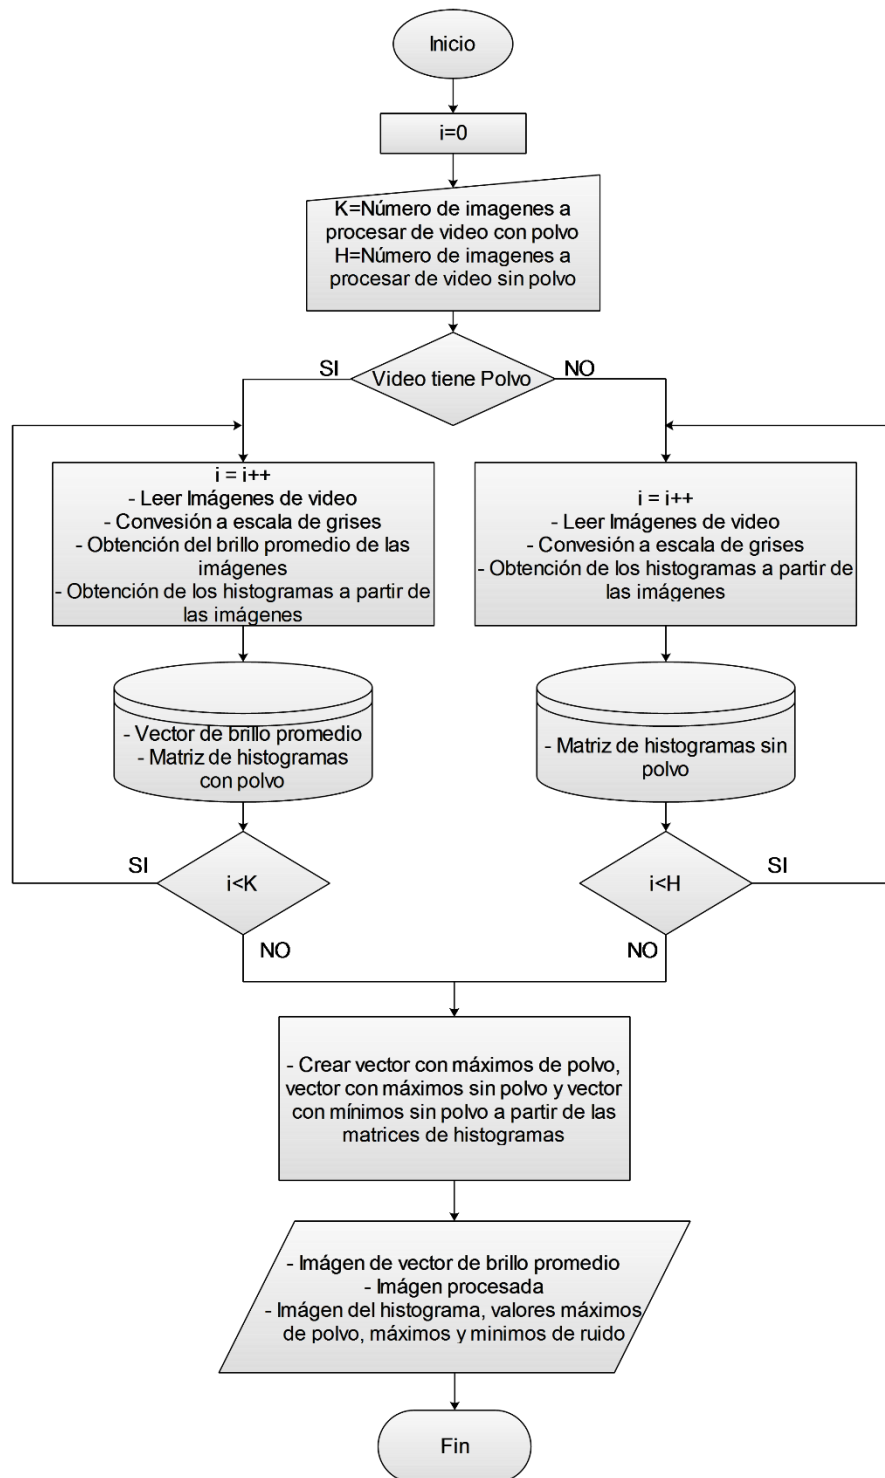 Inicio
i=0
K=Número de imagenes a
procesar de video con polvo
H=Número de imagenes a
procesar de video sin polvo
SI
Video tiene Polvo
NO
i = i++
- Leer Imágenes de video
- Convesión a escala de grises
- Obtención del brillo promedio de las
imágenes
- Obtención de los histogramas a partir de
las imágenes
i = i++
- Leer Imágenes de video
- Convesión a escala de grises
- Obtención de los histogramas a partir de
las imágenes
- Vector de brillo promedio
- Matriz de histogramas
con polvo
- Matriz de histogramas sin
polvo
SI
i<K
NO
i<H
SI
NO
- Crear vector con máximos de polvo,
vector con máximos sin polvo y vector
con mínimos sin polvo a partir de las
matrices de histogramas
- Imágen de vector de brillo promedio
- Imágen procesada
- Imágen del histograma, valores máximos
de polvo, máximos y minimos de ruido
Fin